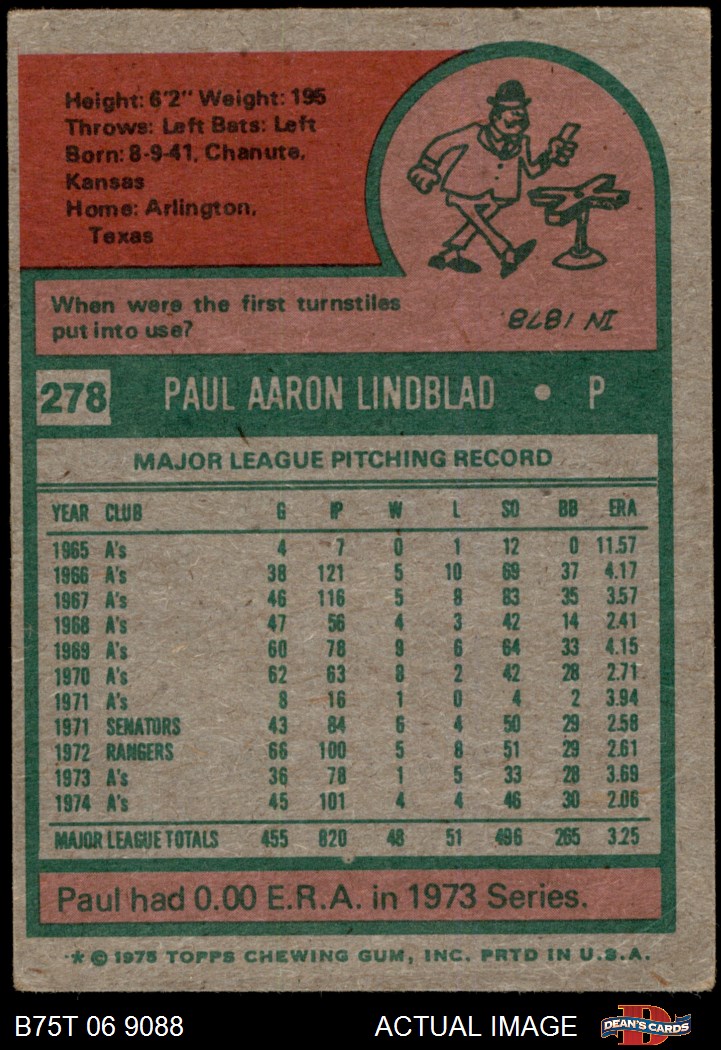 Height: 6'2" Weight: 195
Throws: Left Bats: Left
Born: 8-9-41, Chanute,
Kansas
Home: Arlington,
Texas
When were the first turnstiles
put into use?
IN 1878
278 PAUL AARON LINDBLAD • P
MAJOR LEAGUE PITCHING RECORD
YEAR CLUB G IP W L SO BB ERA
1965 A's 4 7 0 1 12 0 11.57
1966 A's 38 121 5 10 69 37 4.17
1967 A's 46 116 5 8 83 35 3.57
1968 A's 47 56 4 3 42 14 2.41
1969 A's 60 78 9 6 64 33 4.15
1970 A's 62 63 8 2 42 28 2.71
1971 A's 8 16 1 0 4 2 3.94
1971 SENATORS 43 84 6 4 50 29 2.58
1972 RANGERS 66 100 5 8 51 29 2.61
1973 A's 36 78 1 5 33 28 3.69
1974 A's 45 101 4 4 46 30 2.06
MAJOR LEAGUE TOTALS 455 820 48 51 496 265 3.25
Paul had 0.00 E.R.A. in 1973 Series.
* © 1975 TOPPS CHEWING GUM, INC. PRTD IN U.S.A.
B75T 06 9088 ACTUAL IMAGE DEAN'S CARDS